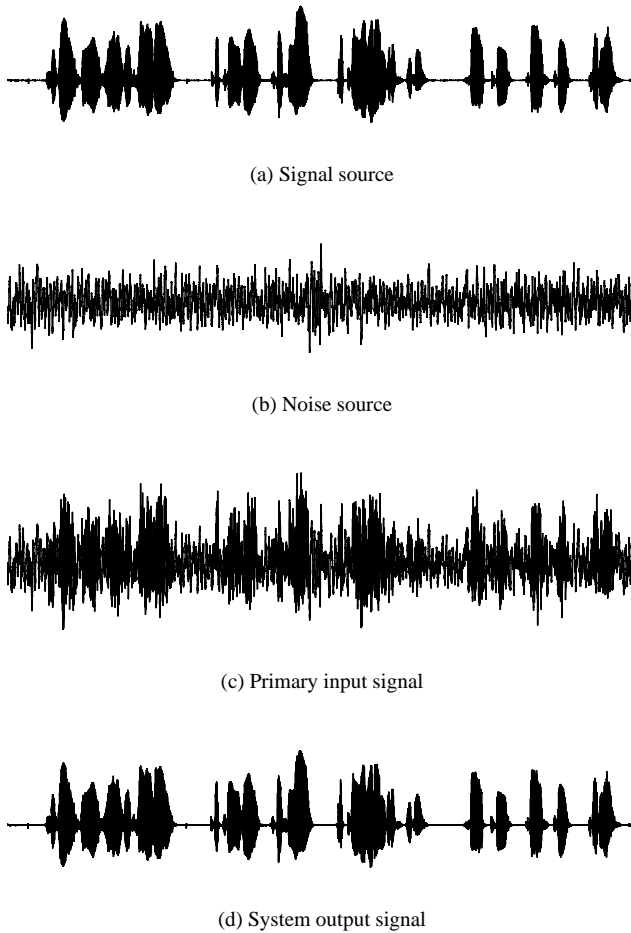 (a) Signal source
(b) Noise source
(c) Primary input signal
(d) System output signal